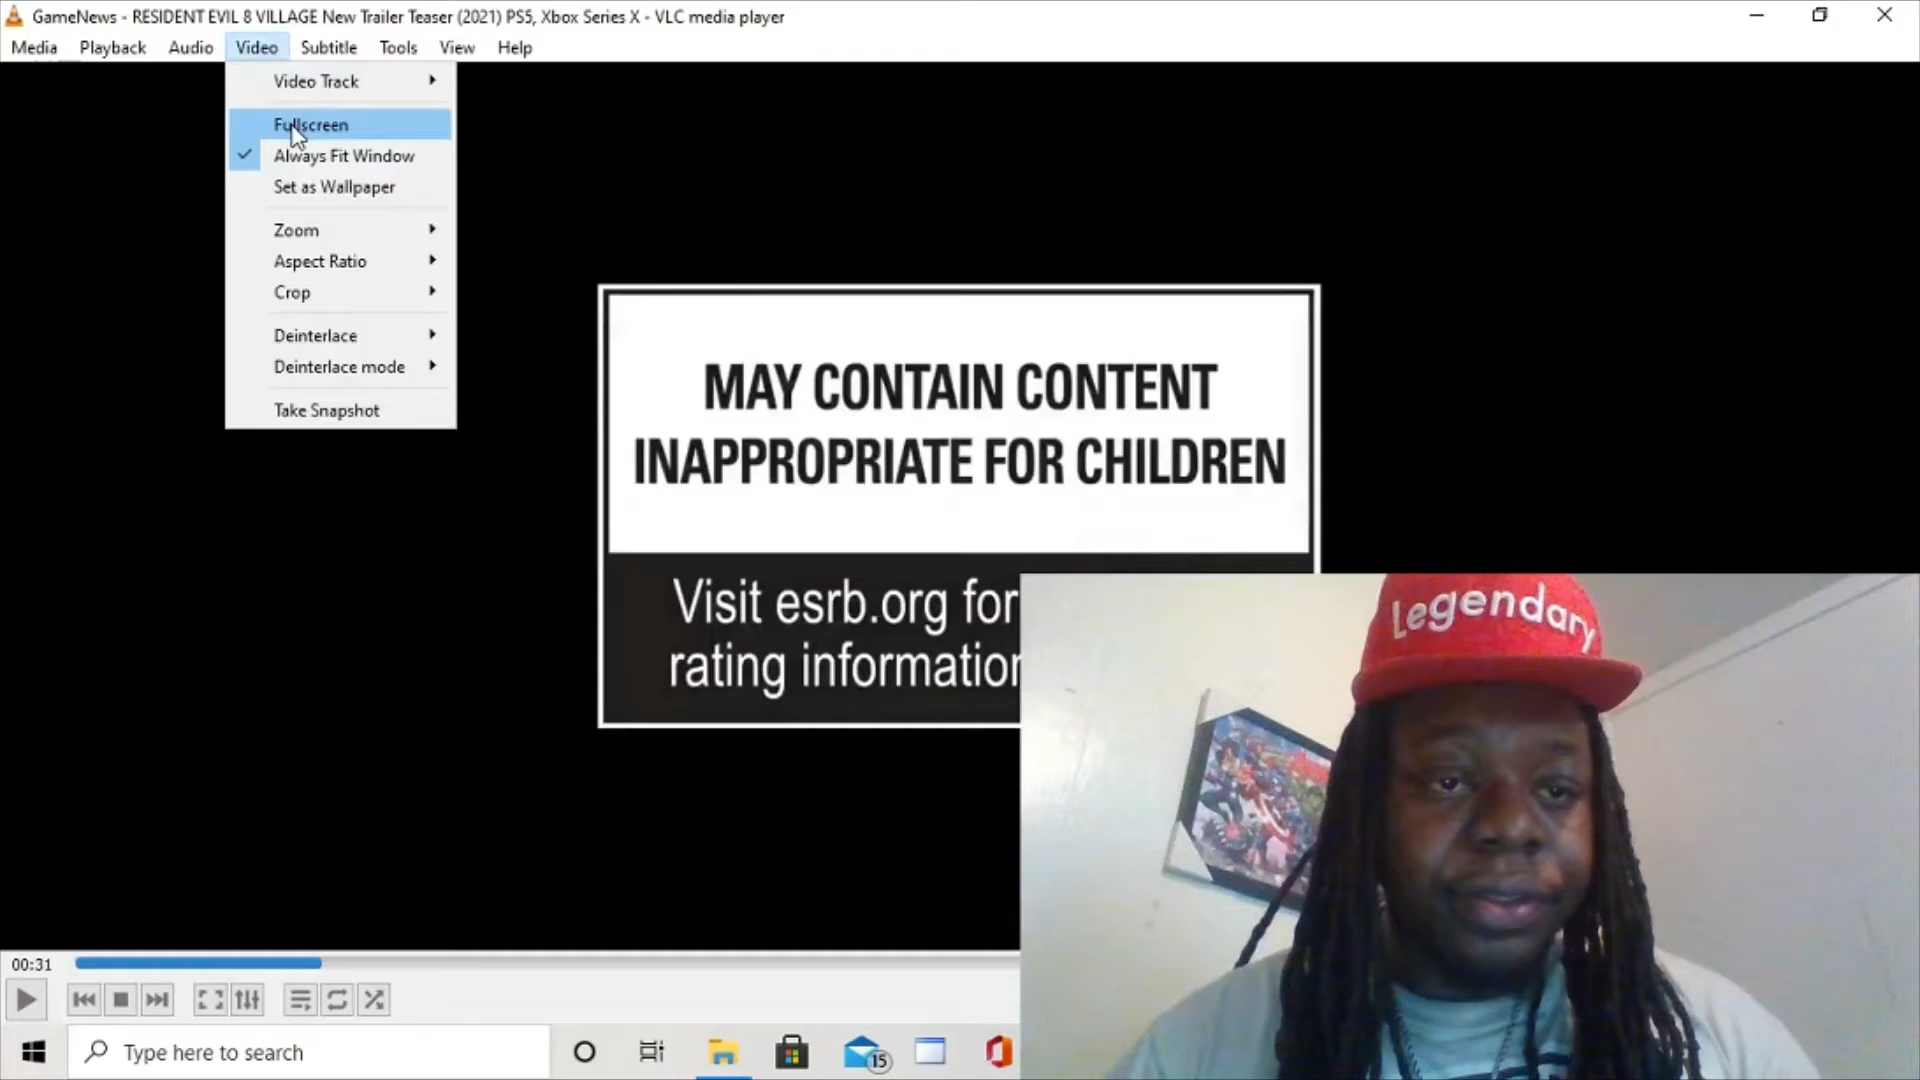 GameNews - RESIDENT EVIL 8 VILLAGE New Trailer Teaser (2021) PS5, Xbox Series X - VLC media player
Media Playback Audio Video Subtitle Tools View Help
Video Track
Fullscreen
Always Fit Window
Set as Wallpaper
Zoom
Aspect Ratio
Crop
Deinterlace
Deinterlace mode
Take Snapshot
MAY CONTAIN CONTENT
INAPPROPRIATE FOR CHILDREN
Visit esrb.org for
rating information
Legendary
00:31
Type here to search
15